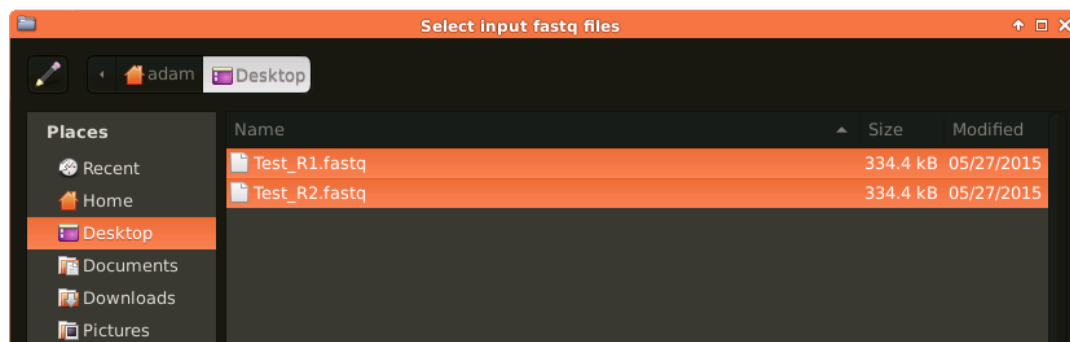 Select input fastq files
adam Desktop
Places
Recent
Home
Desktop
Documents
Downloads
Pictures
Name Size Modified
Test_R1.fastq 334.4 kB 05/27/2015
Test_R2.fastq 334.4 kB 05/27/2015